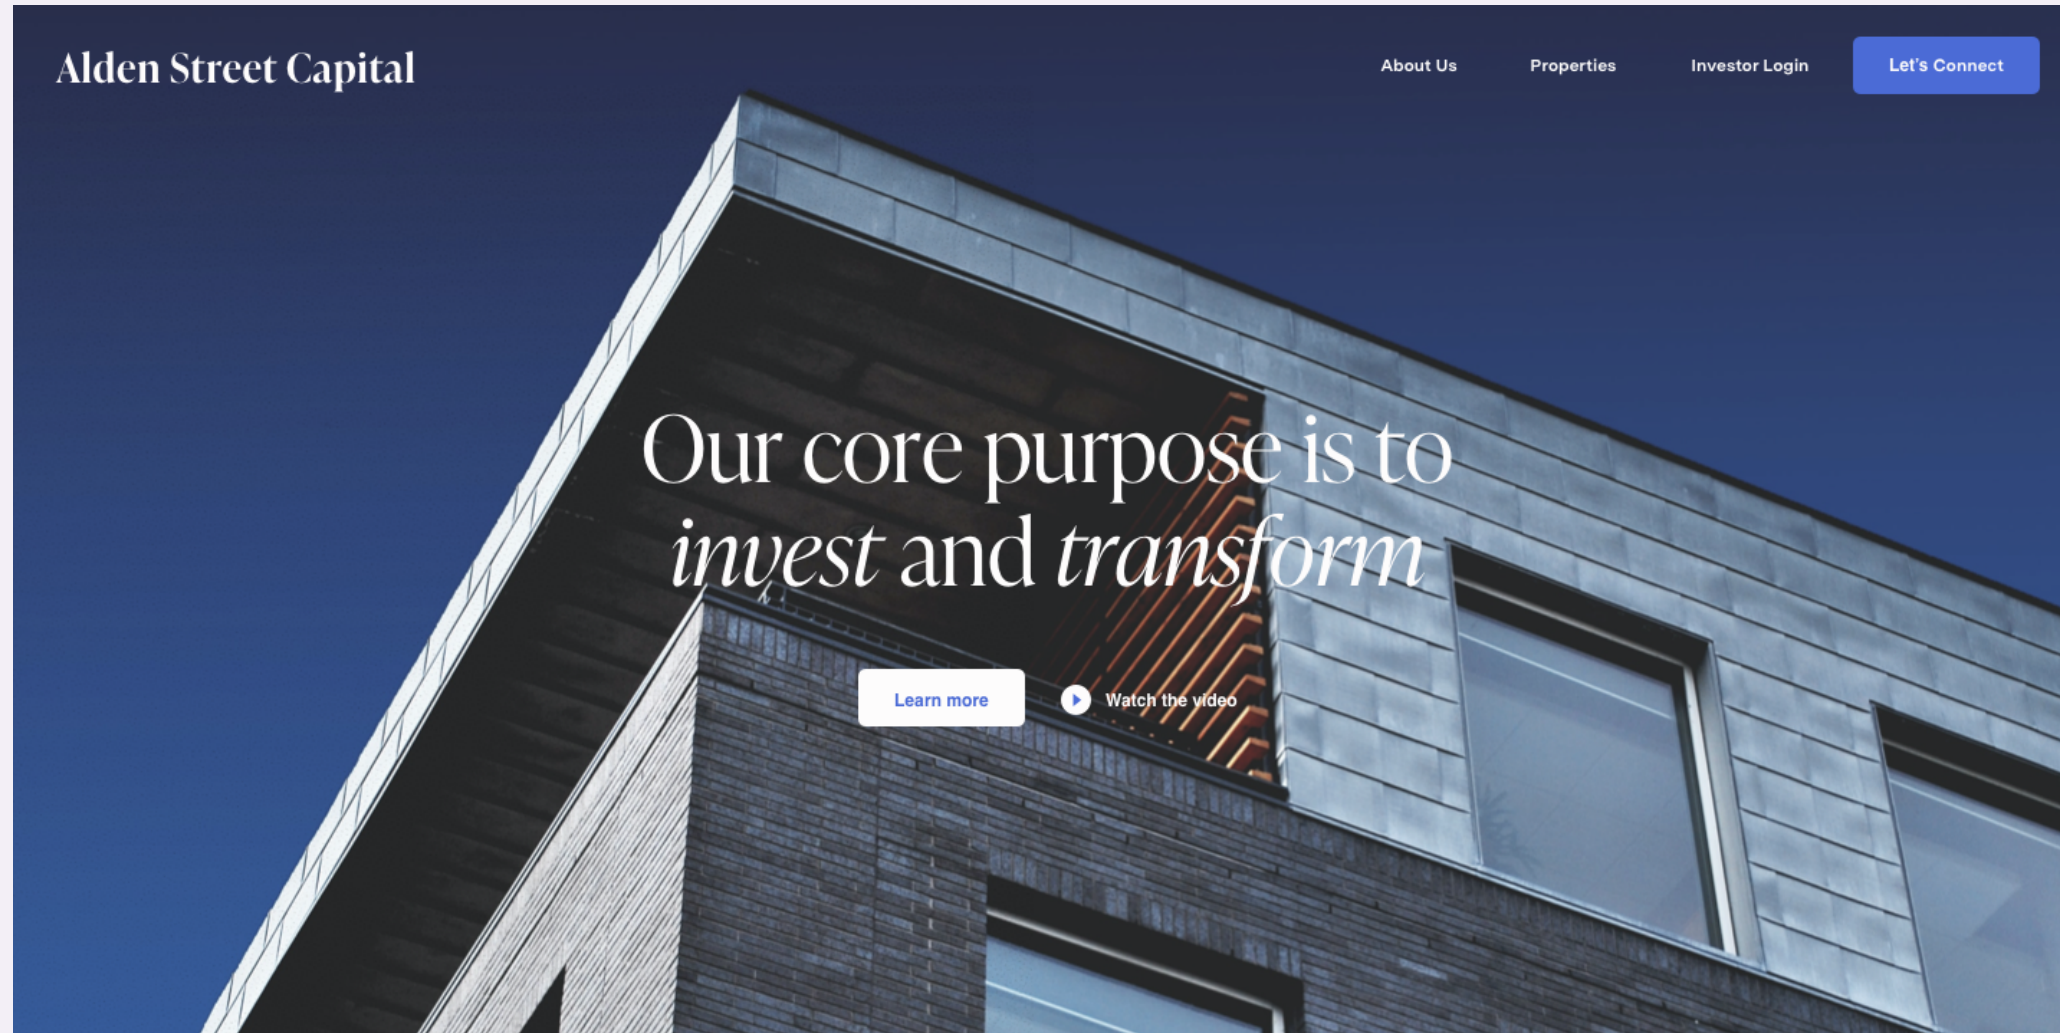 Alden Street Capital
About Us
Properties
Investor Login
Let's Connect
Our core purpose is to
invest and transform
Learn more
Watch the video